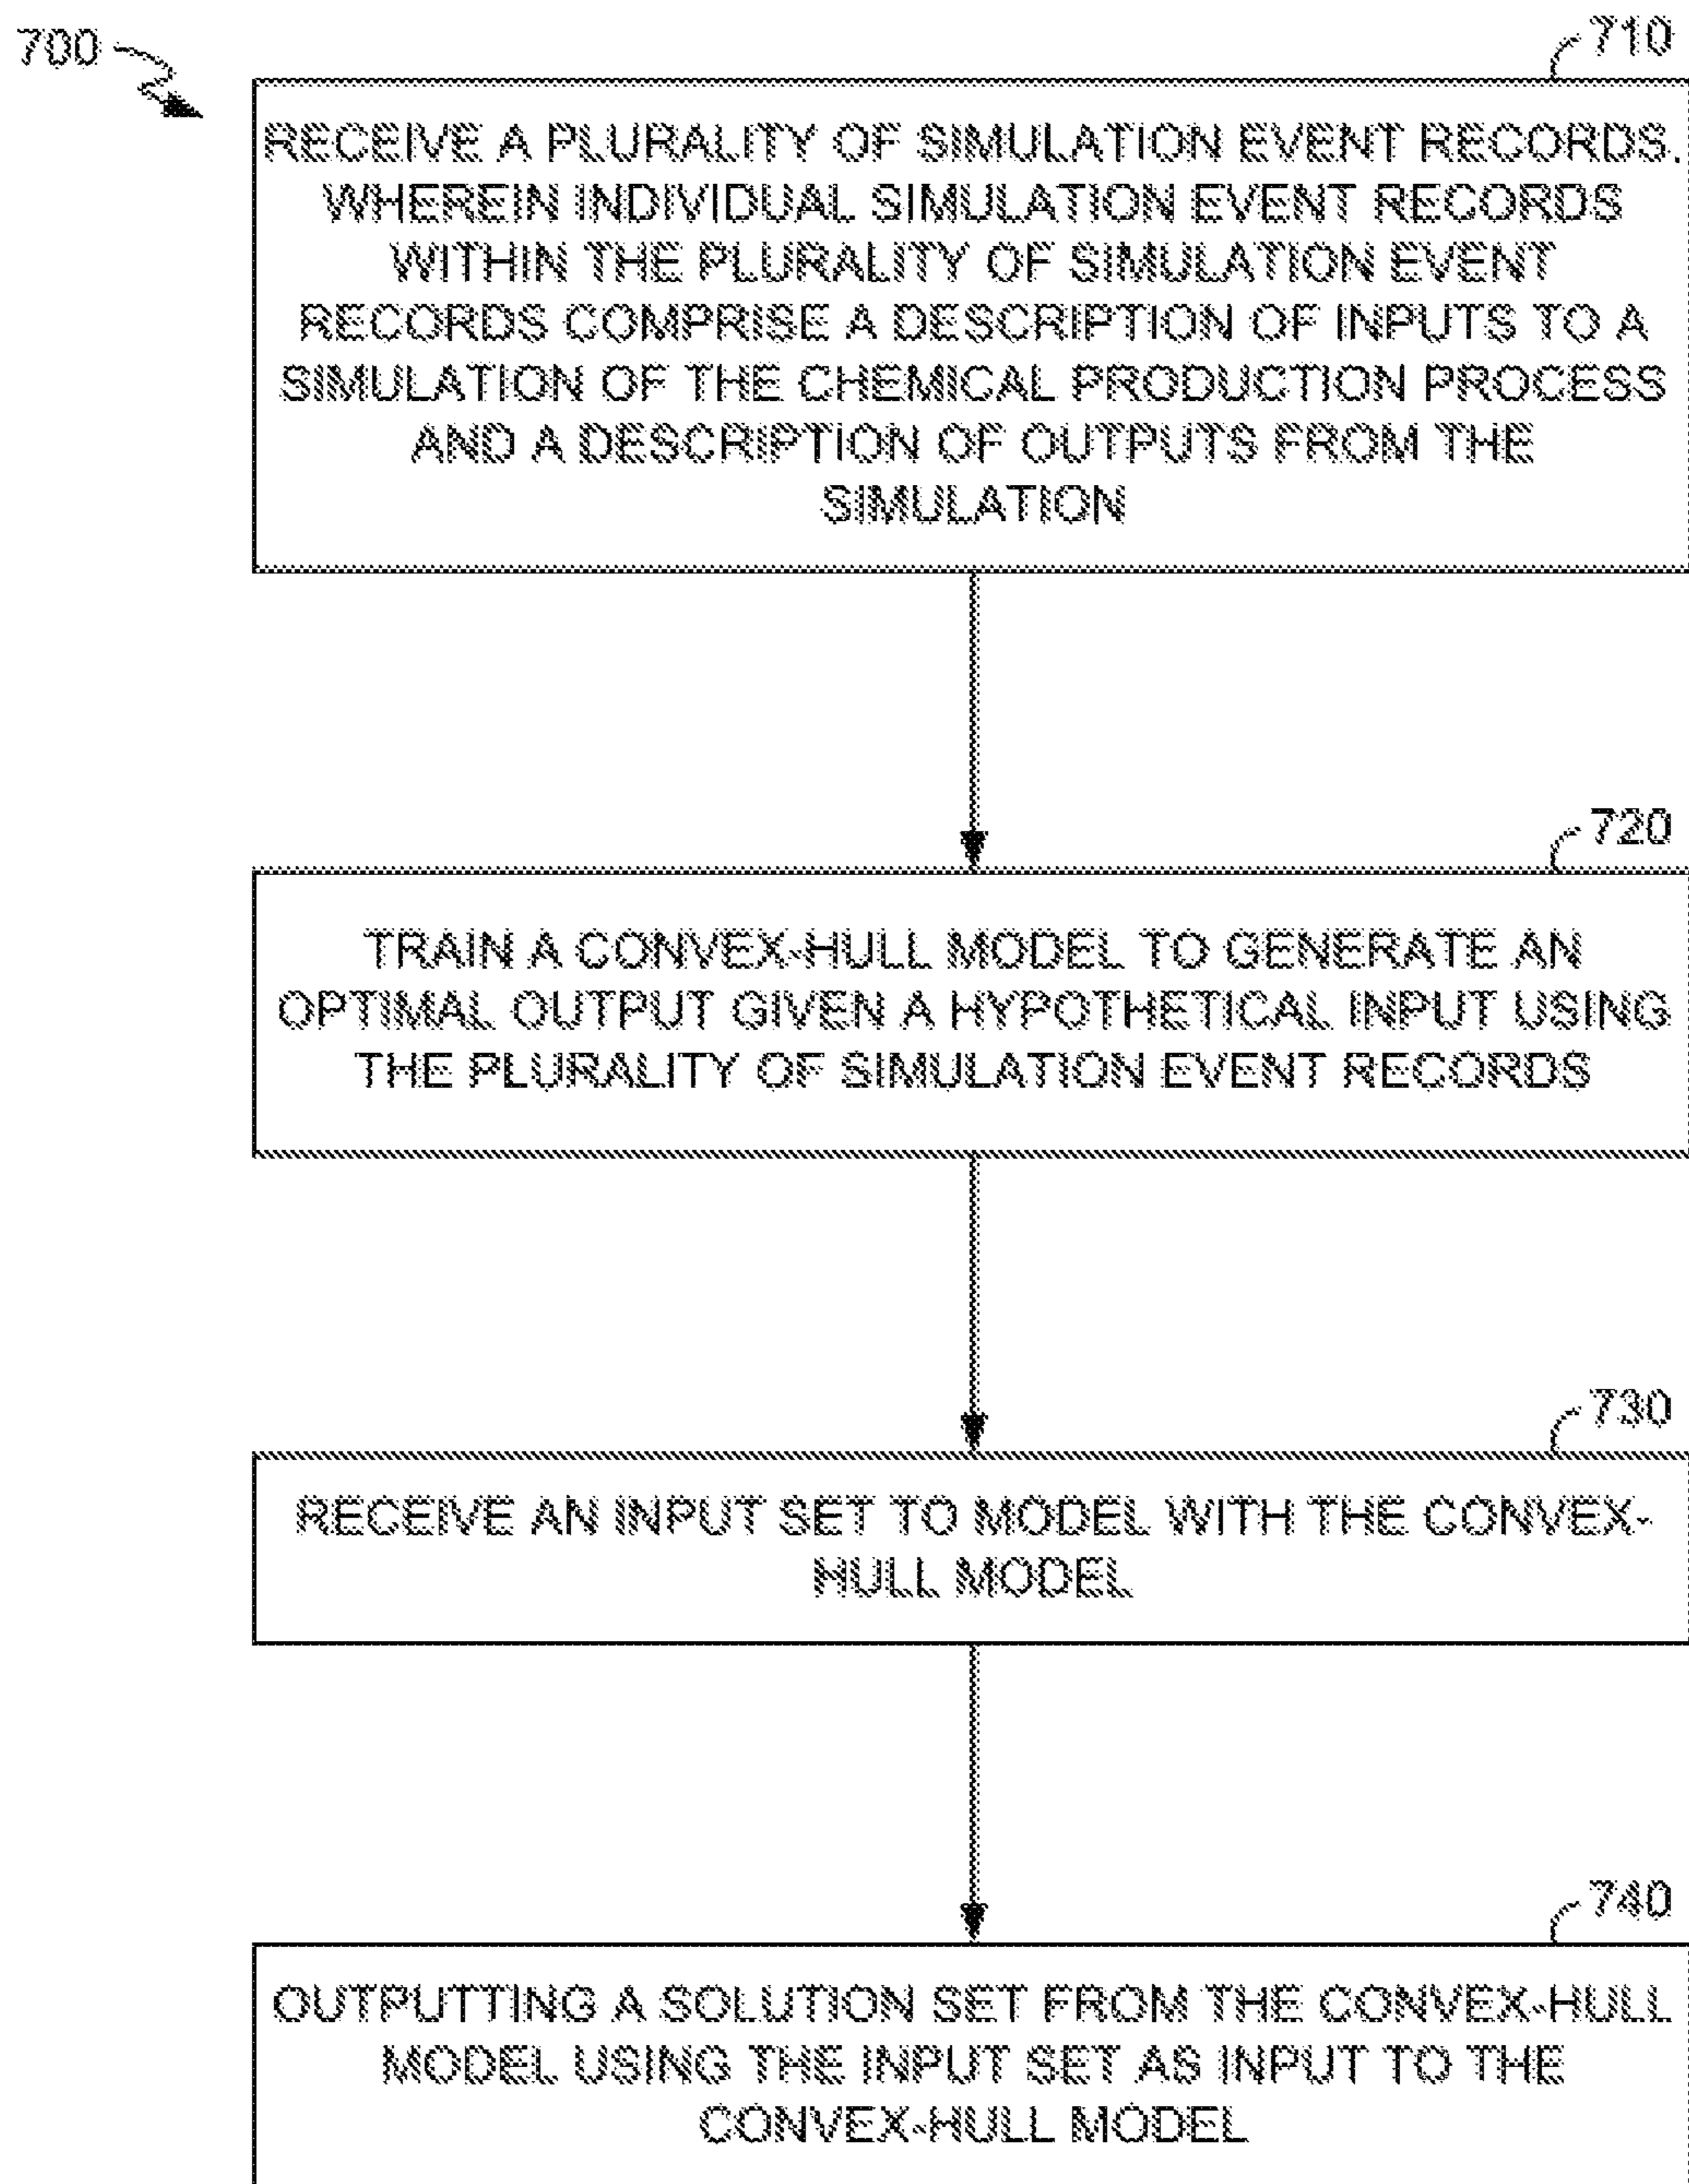 700
710
RECEIVE A PLURALITY OF SIMULATION EVENT RECORDS,
WHEREIN INDIVIDUAL SIMULATION EVENT RECORDS
WITHIN THE PLURALITY OF SIMULATION EVENT
RECORDS COMPRISE A DESCRIPTION OF INPUTS TO A
SIMULATION OF THE CHEMICAL PRODUCTION PROCESS
AND A DESCRIPTION OF OUTPUTS FROM THE
SIMULATION
720
TRAIN A CONVEX-HULL MODEL TO GENERATE AN
OPTIMAL OUTPUT GIVEN A HYPOTHETICAL INPUT USING
THE PLURALITY OF SIMULATION EVENT RECORDS
730
RECEIVE AN INPUT SET TO MODEL WITH THE CONVEX-
HULL MODEL
740
OUTPUTTING A SOLUTION SET FROM THE CONVEX-HULL
MODEL USING THE INPUT SET AS INPUT TO THE
CONVEX-HULL MODEL